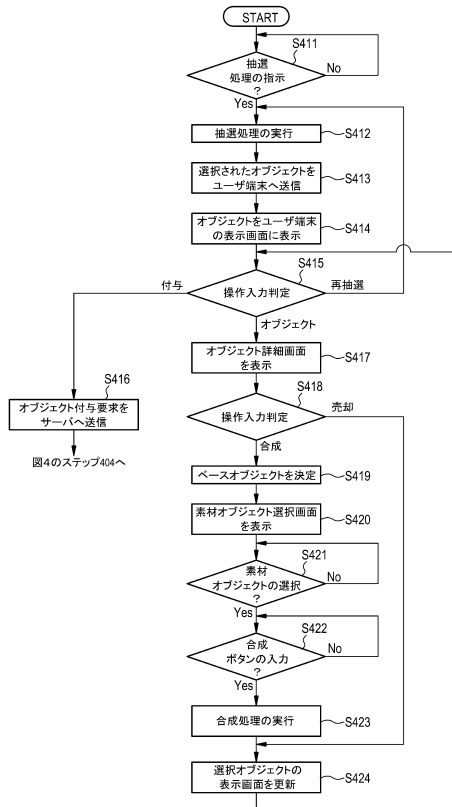 START
S411
抽選
処理の指示
?
No
Yes
抽選処理の実行
S412
選択されたオブジェクトを
ユーザ端末へ送信
S413
オブジェクトをユーザ端末
の表示画面に表示
S414
S415
付与
操作入力判定
再抽選
オブジェクト
オブジェクト詳細画面
を表示
S417
S416
オブジェクト付与要求を
サーバへ送信
図4のステップ404へ
S418
操作入力判定
売却
合成
ベースオブジェクトを決定
S419
素材オブジェクト選択画面
を表示
S420
S421
素材
オブジェクトの選択
?
No
Yes
S422
合成
ボタンの入力
?
No
Yes
合成処理の実行
S423
選択オブジェクトの
表示画面を更新
S424